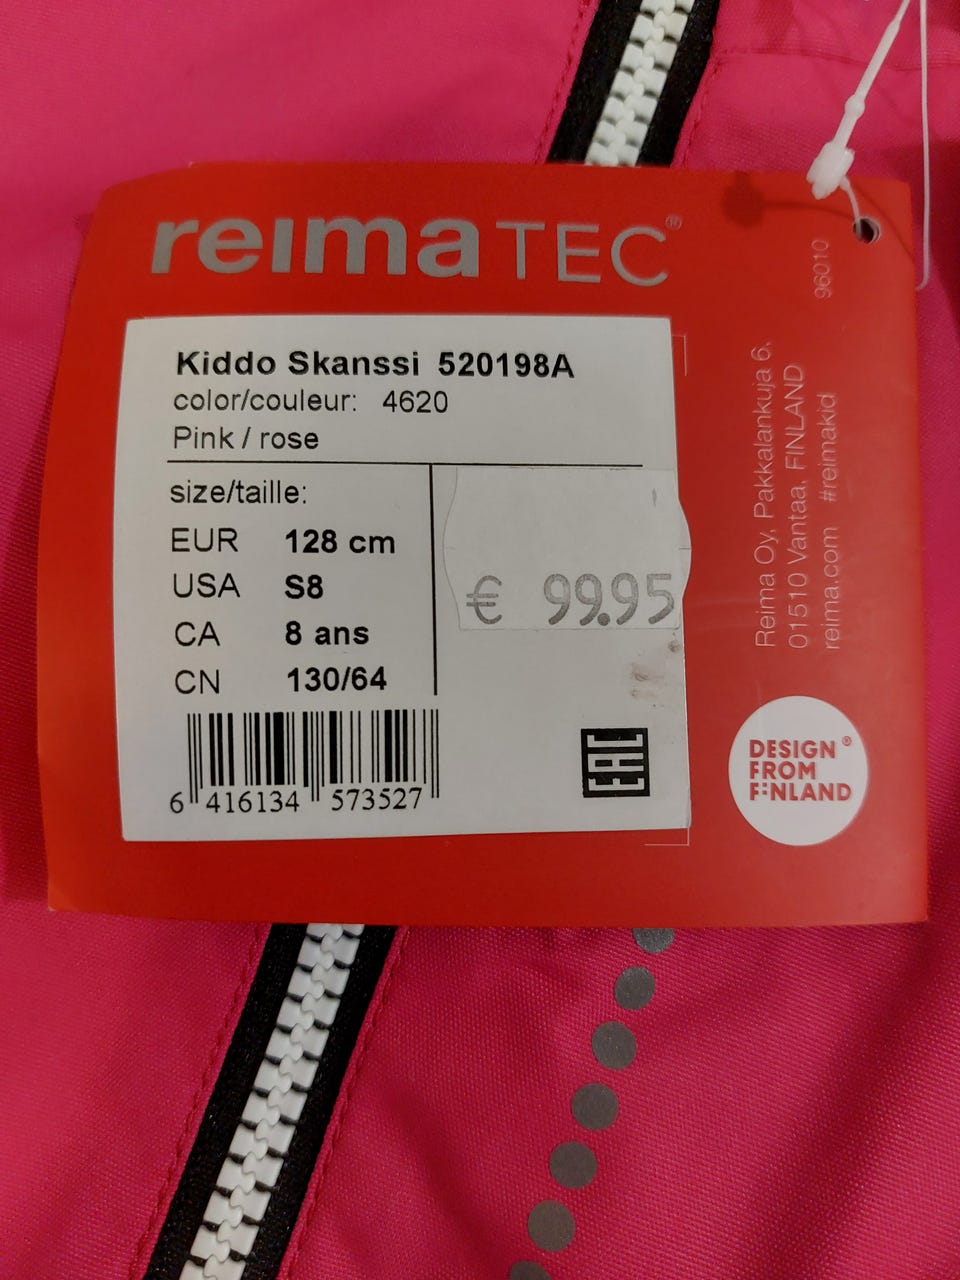 reimaTEC®
Kiddo Skanssi 520198A
color/couleur: 4620
Pink / rose
size/taille:
EUR 128 cm
USA S8
CA 8 ans
CN 130/64
€ 99.95
6 416134 573527
EAC
Reima Oy, Pakkalankuja 6,
01510 Vantaa, FINLAND
reima.com #reimakid
96010
DESIGN®
FROM
F:NLAND